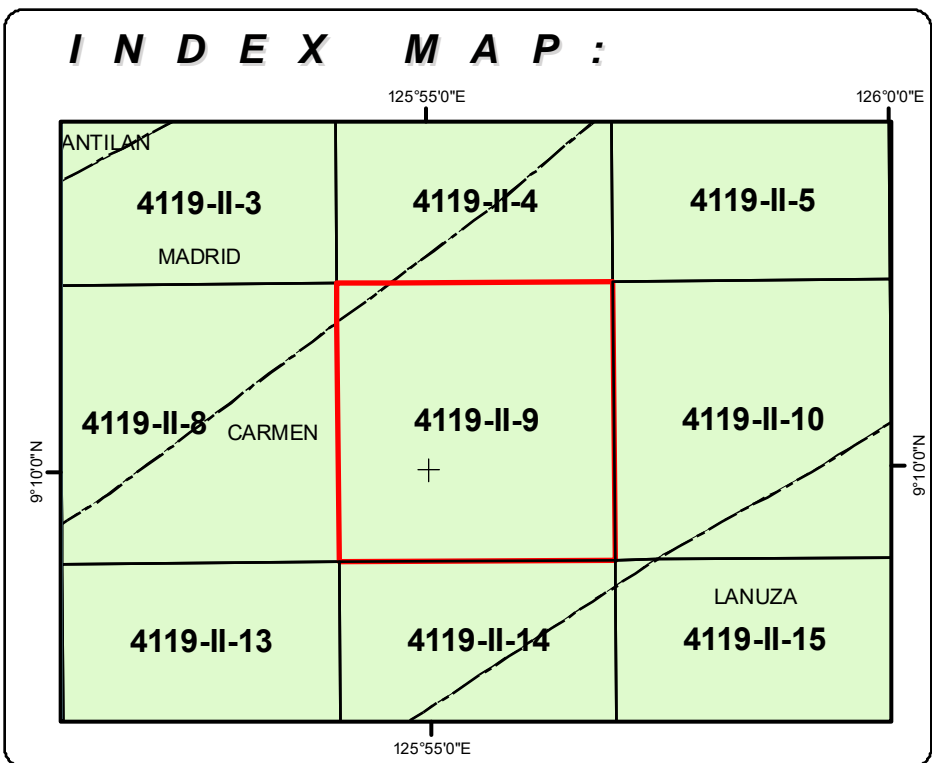 INDEX MAP:
125°55'0"E
126°0'0"E
ANTILAN
4119-II-3
4119-II-4
4119-II-5
MADRID
4119-II-8
CARMEN
4119-II-9
4119-II-10
9°10'0"N
9°10'0"N
LANUZA
4119-II-13
4119-II-14
4119-II-15
125°55'0"E